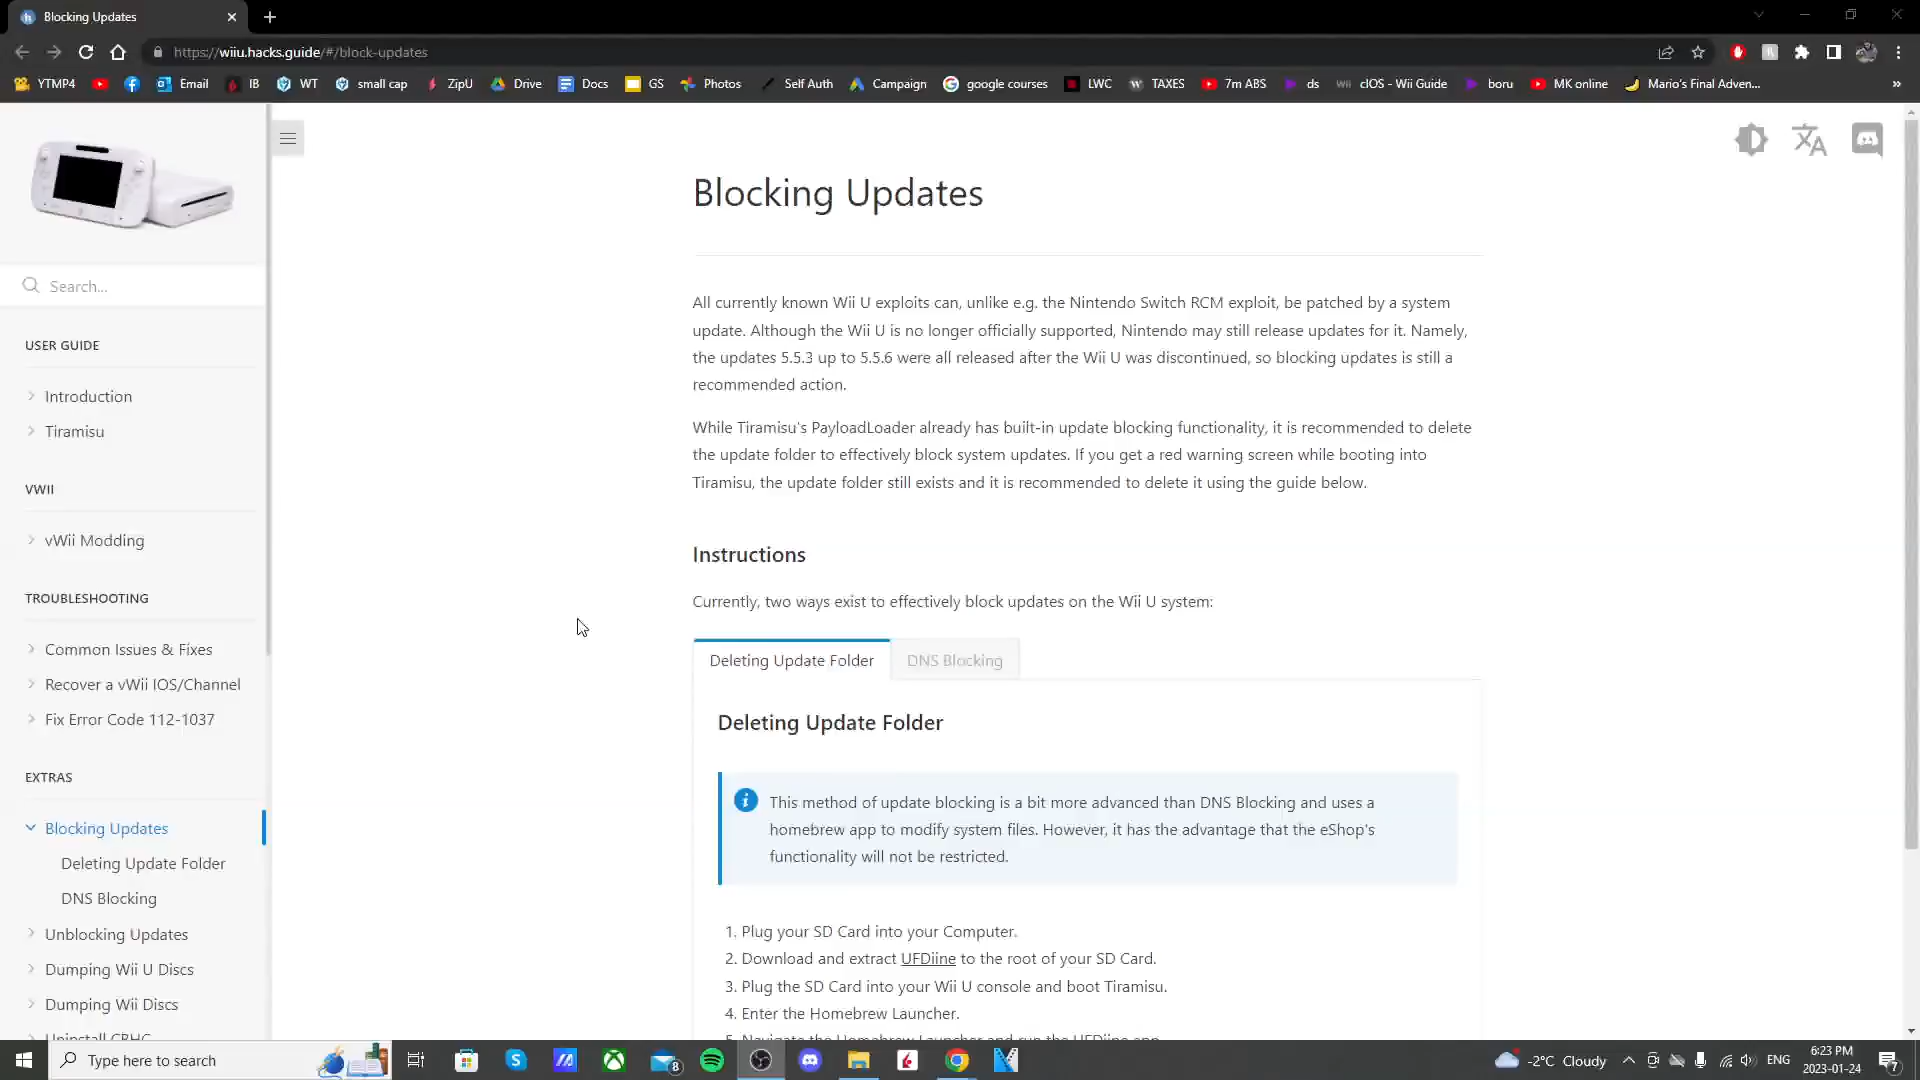 Blocking Updates
https://wiiu.hacks.guide/#/block-updates
YTMP4
Email
IB
WT
small cap
ZipU
Drive
Docs
GS
Photos
Self Auth
Campaign
google courses
LWC
TAXES
7m ABS
ds
cIOS - Wii Guide
boru
MK online
Mario's Final Adven...
»
Search...
USER GUIDE
Introduction
Tiramisu
VWII
vWii Modding
TROUBLESHOOTING
Common Issues & Fixes
Recover a vWii IOS/Channel
Fix Error Code 112-1037
EXTRAS
Blocking Updates
Deleting Update Folder
DNS Blocking
Unblocking Updates
Dumping Wii U Discs
Dumping Wii Discs
Uninstall CBHC
Blocking Updates
All currently known Wii U exploits can, unlike e.g. the Nintendo Switch RCM exploit, be patched by a system
update. Although the Wii U is no longer officially supported, Nintendo may still release updates for it. Namely,
the updates 5.5.3 up to 5.5.6 were all released after the Wii U was discontinued, so blocking updates is still a
recommended action.
While Tiramisu's PayloadLoader already has built-in update blocking functionality, it is recommended to delete
the update folder to effectively block system updates. If you get a red warning screen while booting into
Tiramisu, the update folder still exists and it is recommended to delete it using the guide below.
Instructions
Currently, two ways exist to effectively block updates on the Wii U system:
Deleting Update Folder
DNS Blocking
Deleting Update Folder
This method of update blocking is a bit more advanced than DNS Blocking and uses a
homebrew app to modify system files. However, it has the advantage that the eShop's
functionality will not be restricted.
1. Plug your SD Card into your Computer.
2. Download and extract UFDiine to the root of your SD Card.
3. Plug the SD Card into your Wii U console and boot Tiramisu.
4. Enter the Homebrew Launcher.
5. Navigate the Homebrew Launcher and run the UFDiine app.
Type here to search
8
-2°C Cloudy
ENG
6:23 PM
2023-01-24
7